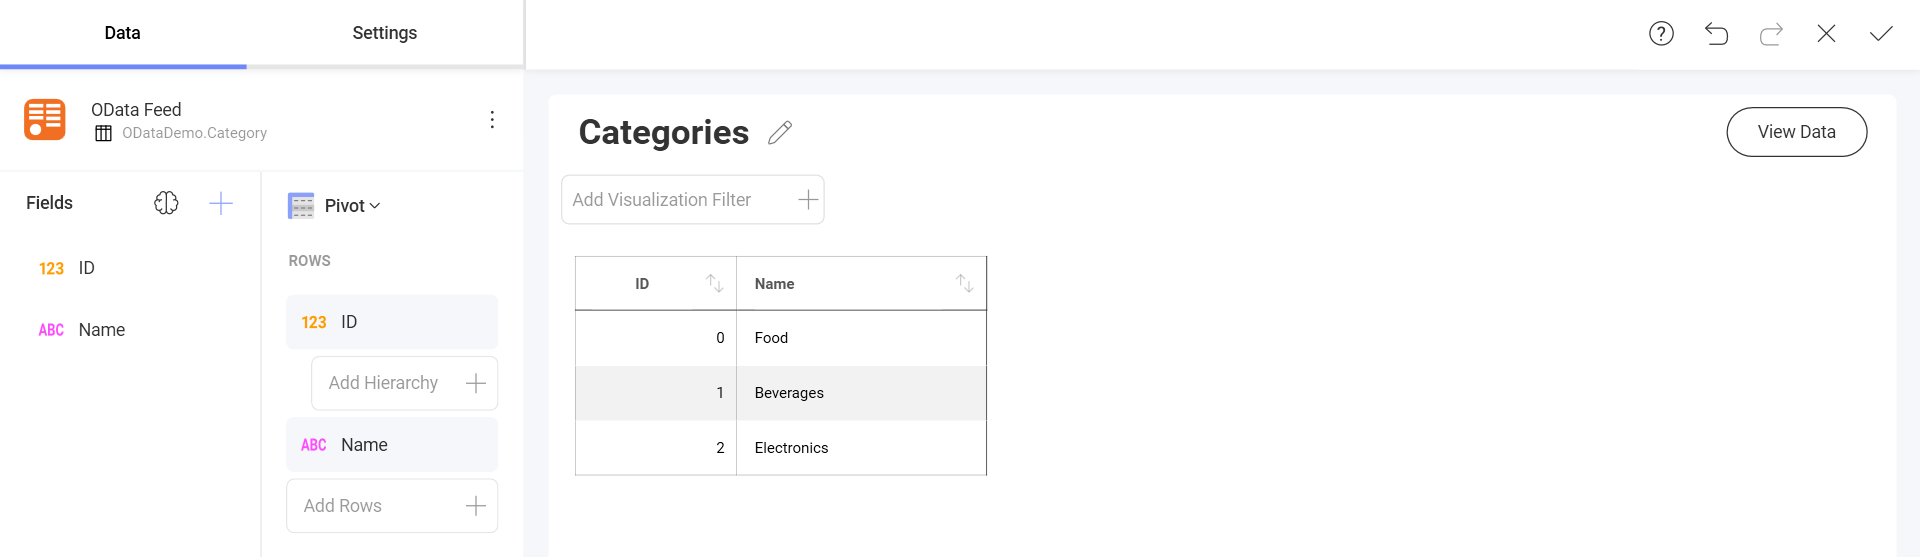 Data
Settings
OData Feed
ODataDemo.Category
Fields
123 ID
ABC Name
Pivot
ROWS
123 ID
Add Hierarchy
ABC Name
Add Rows
?
Categories
View Data
Add Visualization Filter
ID Name
0 Food
1 Beverages
2 Electronics